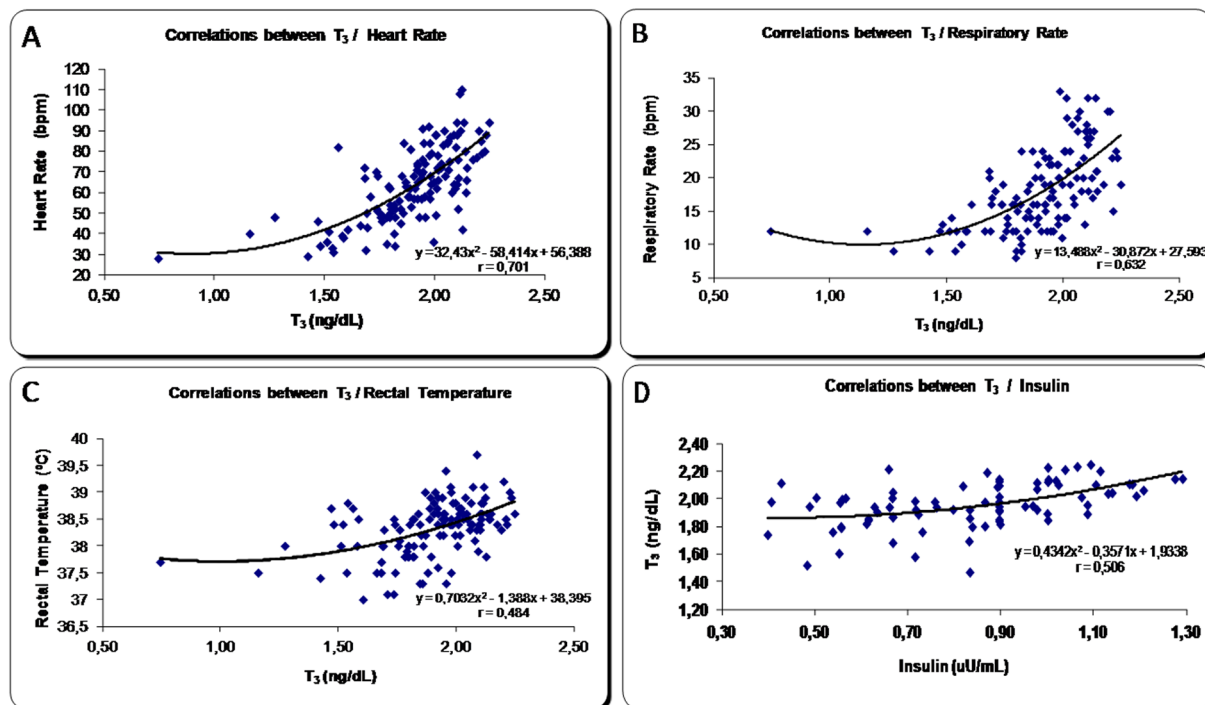 A
Correlations between T₃ / Heart Rate
Heart Rate (bpm)
120
110
100
90
80
70
60
50
40
30
20
y = 32,43x² - 58,414x + 56,388
r = 0,701
0,50 1,00 1,50 2,00 2,50
T₃ (ng/dL)
B
Correlations between T₃ / Respiratory Rate
Respiratory Rate (bpm)
35
30
25
20
15
10
5
y = 13,488x² - 30,872x + 27,593
r = 0,632
0,50 1,00 1,50 2,00 2,50
T₃ (ng/dL)
C
Correlations between T₃ / Rectal Temperature
Rectal Temperature (ºC)
40
39,5
39
38,5
38
37,5
37
36,5
y = 0,7032x² - 1,388x + 38,395
r = 0,484
0,50 1,00 1,50 2,00 2,50
T₃ (ng/dL)
D
Correlations between T₃ / Insulin
T₃ (ng/dL)
2,40
2,20
2,00
1,80
1,60
1,40
1,20
y = 0,4342x² - 0,3571x + 1,9338
r = 0,506
0,30 0,50 0,70 0,90 1,10 1,30
Insulin (uU/mL)